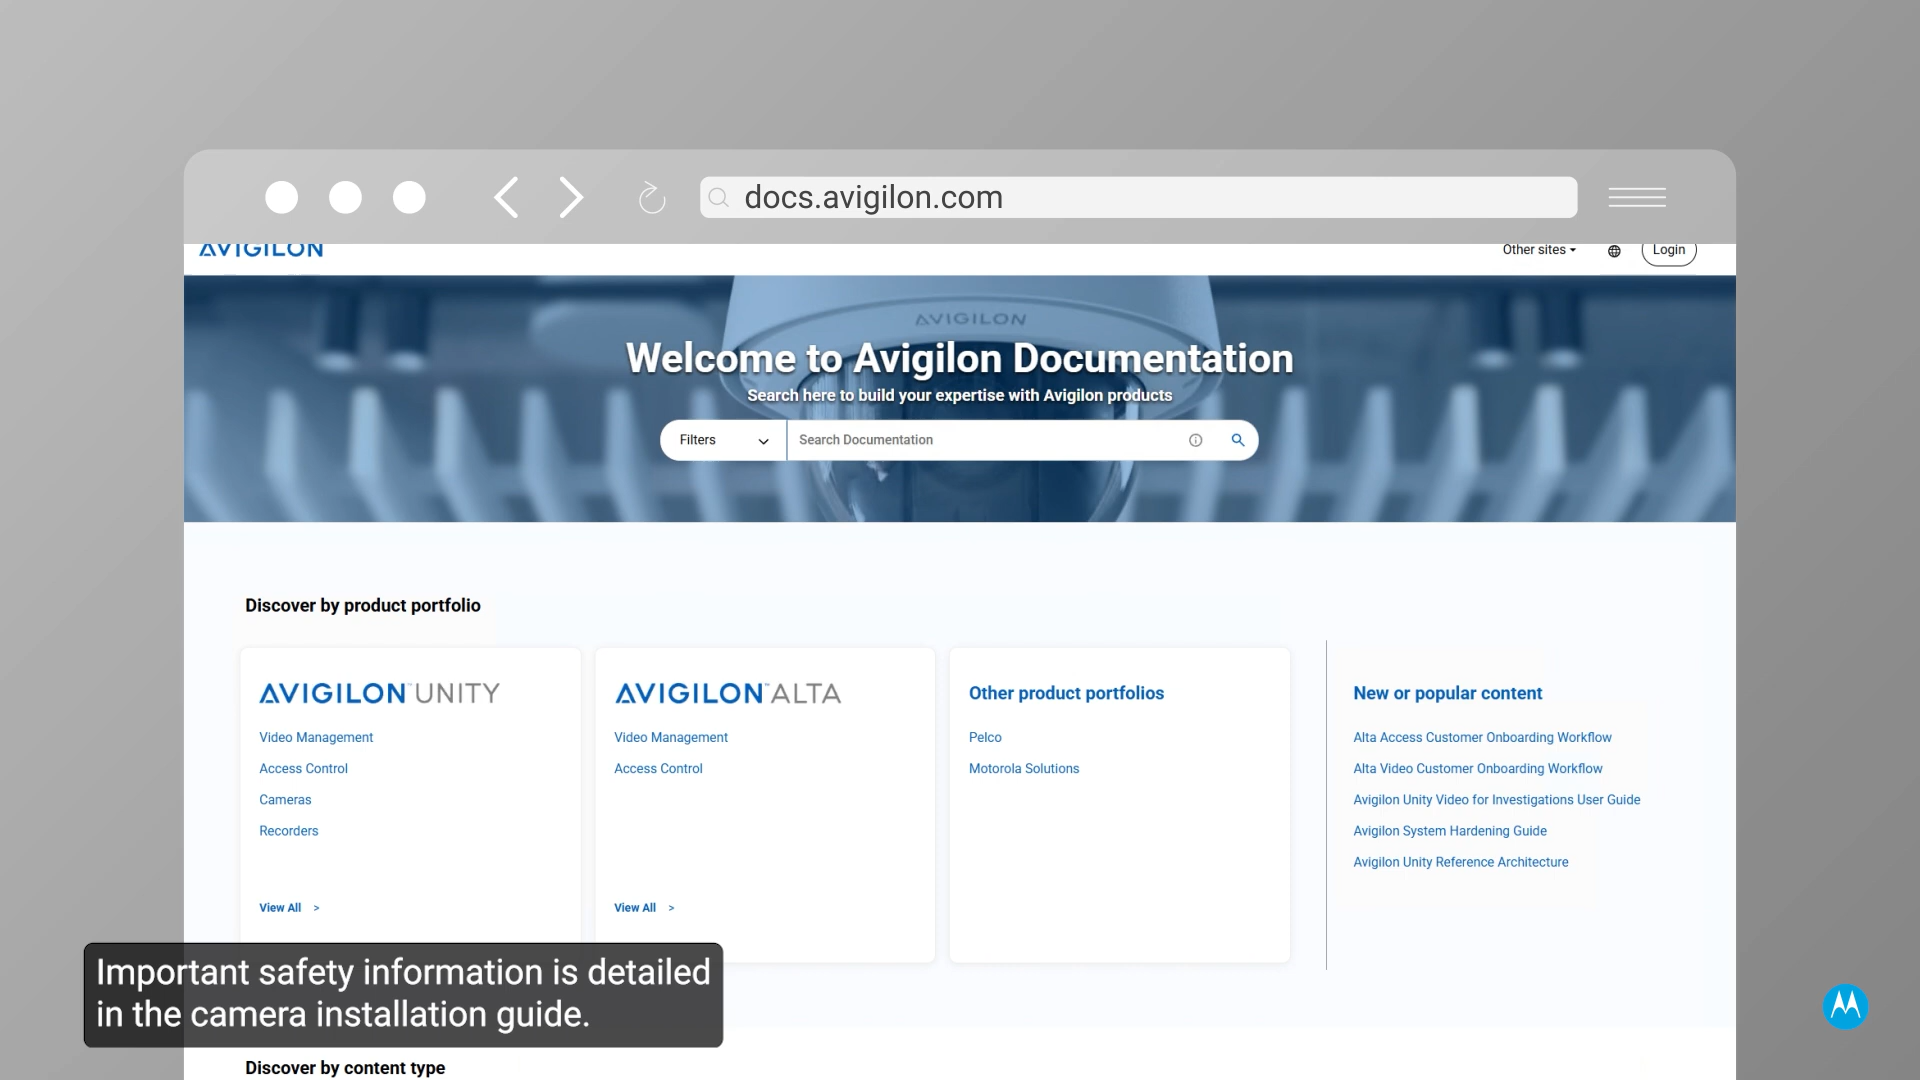 docs.avigilon.com
AVIGILON
Other sites
Login
AVIGILON
Welcome to Avigilon Documentation
Search here to build your expertise with Avigilon products
Filters
Search Documentation
Discover by product portfolio
AVIGILON™ UNITY
Video Management
Access Control
Cameras
Recorders
View All >
AVIGILON™ ALTA
Video Management
Access Control
View All >
Other product portfolios
Pelco
Motorola Solutions
New or popular content
Alta Access Customer Onboarding Workflow
Alta Video Customer Onboarding Workflow
Avigilon Unity Video for Investigations User Guide
Avigilon System Hardening Guide
Avigilon Unity Reference Architecture
Important safety information is detailed
in the camera installation guide.
Discover by content type